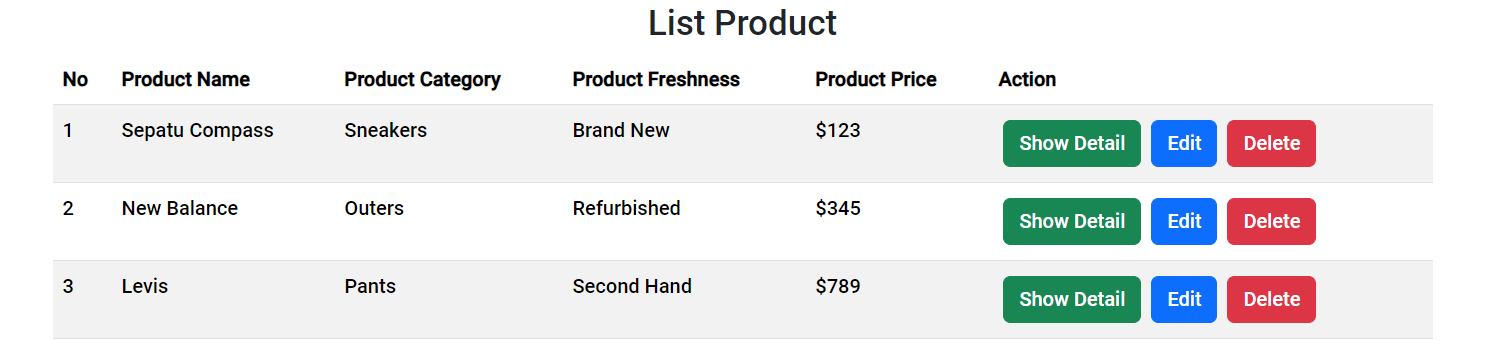 List Product
No Product Name Product Category Product Freshness Product Price Action
1 Sepatu Compass Sneakers Brand New $123 Show Detail Edit Delete
2 New Balance Outers Refurbished $345 Show Detail Edit Delete
3 Levis Pants Second Hand $789 Show Detail Edit Delete